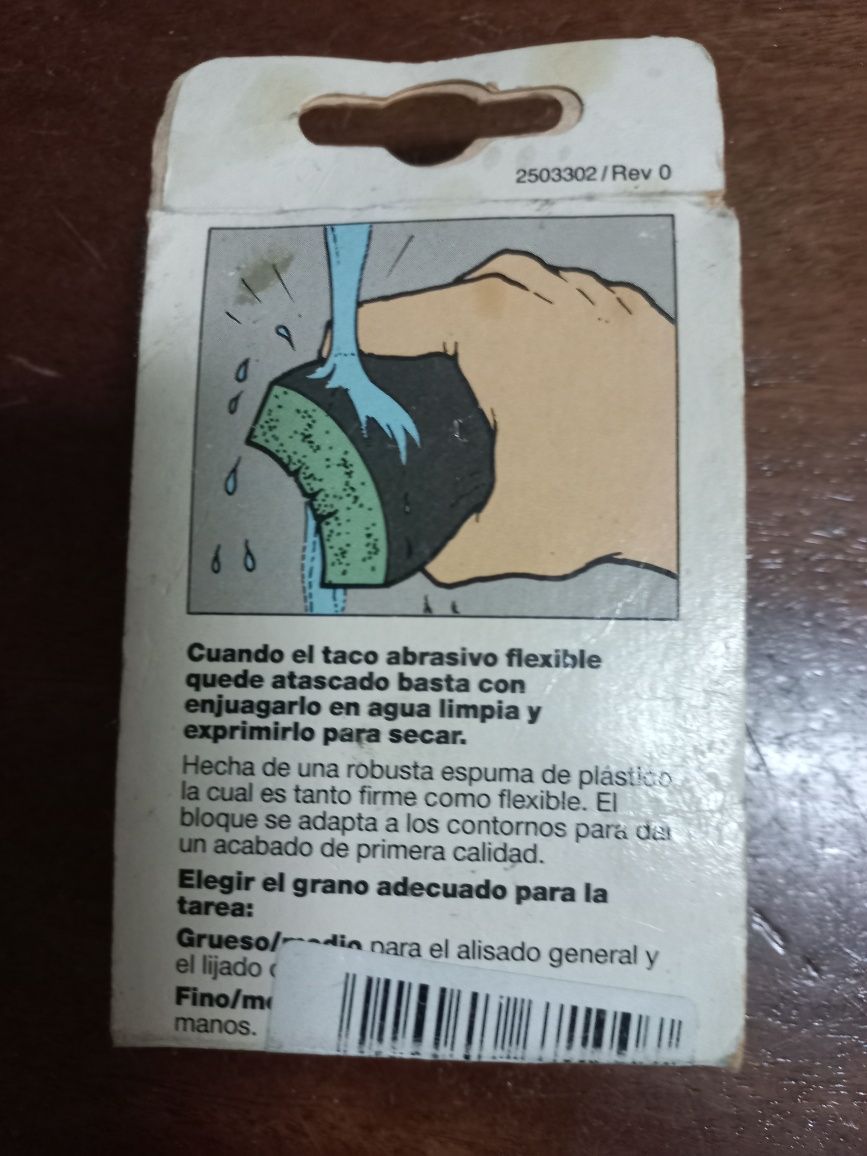 2503302/Rev 0
Cuando el taco abrasivo flexible
quede atascado basta con
enjuagarlo en agua limpia y
exprimirlo para secar.
Hecha de una robusta espuma de plástico
la cual es tanto firme como flexible. El
bloque se adapta a los contornos para dar
un acabado de primera calidad.
Elegir el grano adecuado para la
tarea:
Grueso/medio para el alisado general y
el lijado
Fino/
manos.